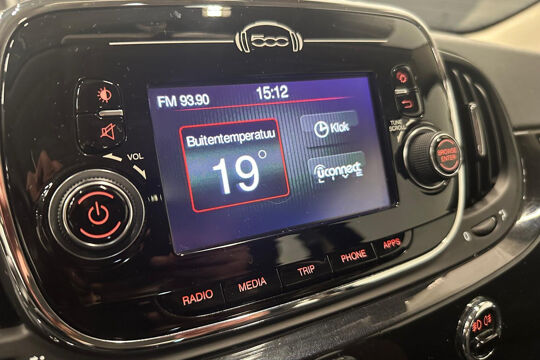 500
FM 93.90
15:12
Buitentemperatuu
19°
Klok
uconnect
LIVE
VOL
TUNE
SCROLL
BROWSE
ENTER
RADIO
MEDIA
TRIP
PHONE
APPS